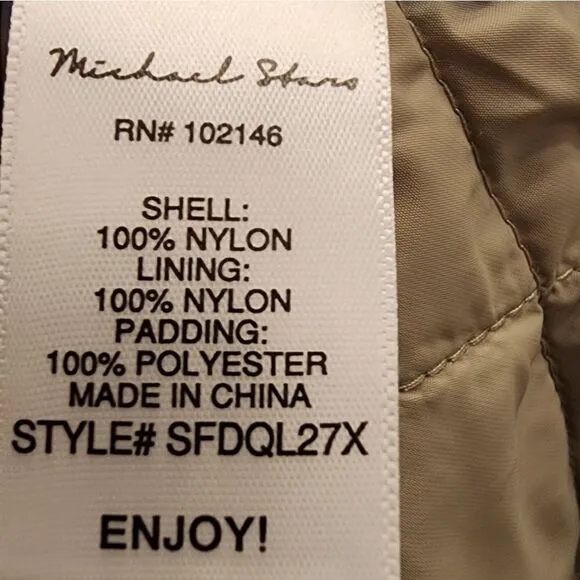 Michael Stars
RN# 102146
SHELL:
100% NYLON
LINING:
100% NYLON
PADDING:
100% POLYESTER
MADE IN CHINA
STYLE# SFDQL27X
ENJOY!